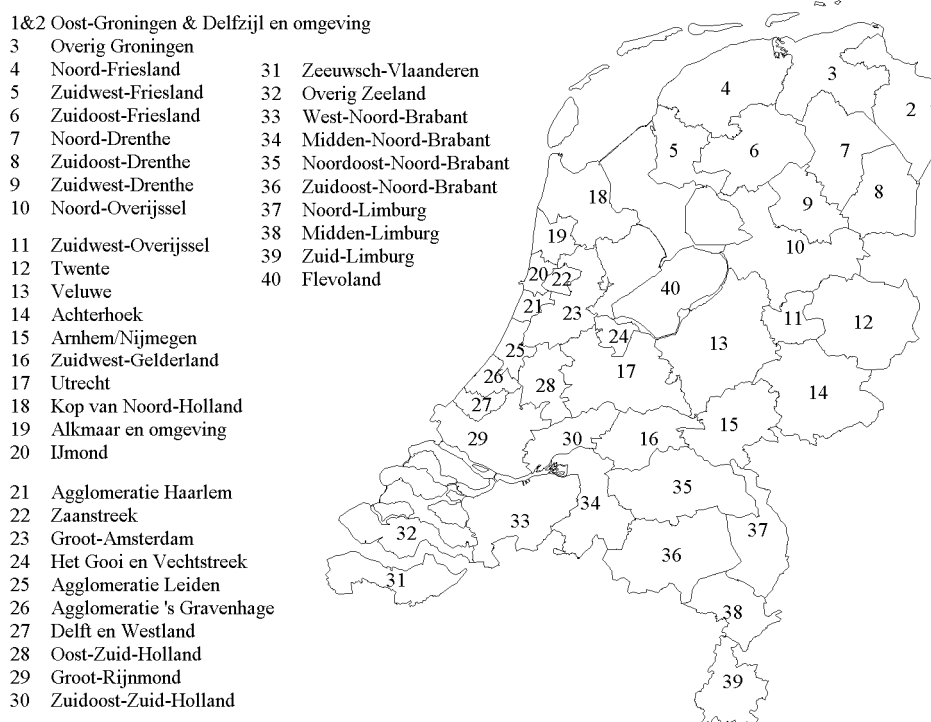 1&2 Oost-Groningen & Delfzijl en omgeving
3 Overig Groningen
4 Noord-Friesland
5 Zuidwest-Friesland
6 Zuidoost-Friesland
7 Noord-Drenthe
8 Zuidoost-Drenthe
9 Zuidwest-Drenthe
10 Noord-Overijssel
11 Zuidwest-Overijssel
12 Twente
13 Veluwe
14 Achterhoek
15 Arnhem/Nijmegen
16 Zuidwest-Gelderland
17 Utrecht
18 Kop van Noord-Holland
19 Alkmaar en omgeving
20 IJmond
21 Agglomeratie Haarlem
22 Zaanstreek
23 Groot-Amsterdam
24 Het Gooi en Vechtstreek
25 Agglomeratie Leiden
26 Agglomeratie 's Gravenhage
27 Delft en Westland
28 Oost-Zuid-Holland
29 Groot-Rijnmond
30 Zuidoost-Zuid-Holland
31 Zeeuwsch-Vlaanderen
32 Overig Zeeland
33 West-Noord-Brabant
34 Midden-Noord-Brabant
35 Noordoost-Noord-Brabant
36 Zuidoost-Noord-Brabant
37 Noord-Limburg
38 Midden-Limburg
39 Zuid-Limburg
40 Flevoland
3
4
2
5
6
7
8
18
9
19
10
20
22
40
21
23
11
12
24
13
25
17
26
28
14
27
15
29
30
16
35
34
33
37
32
36
31
38
39